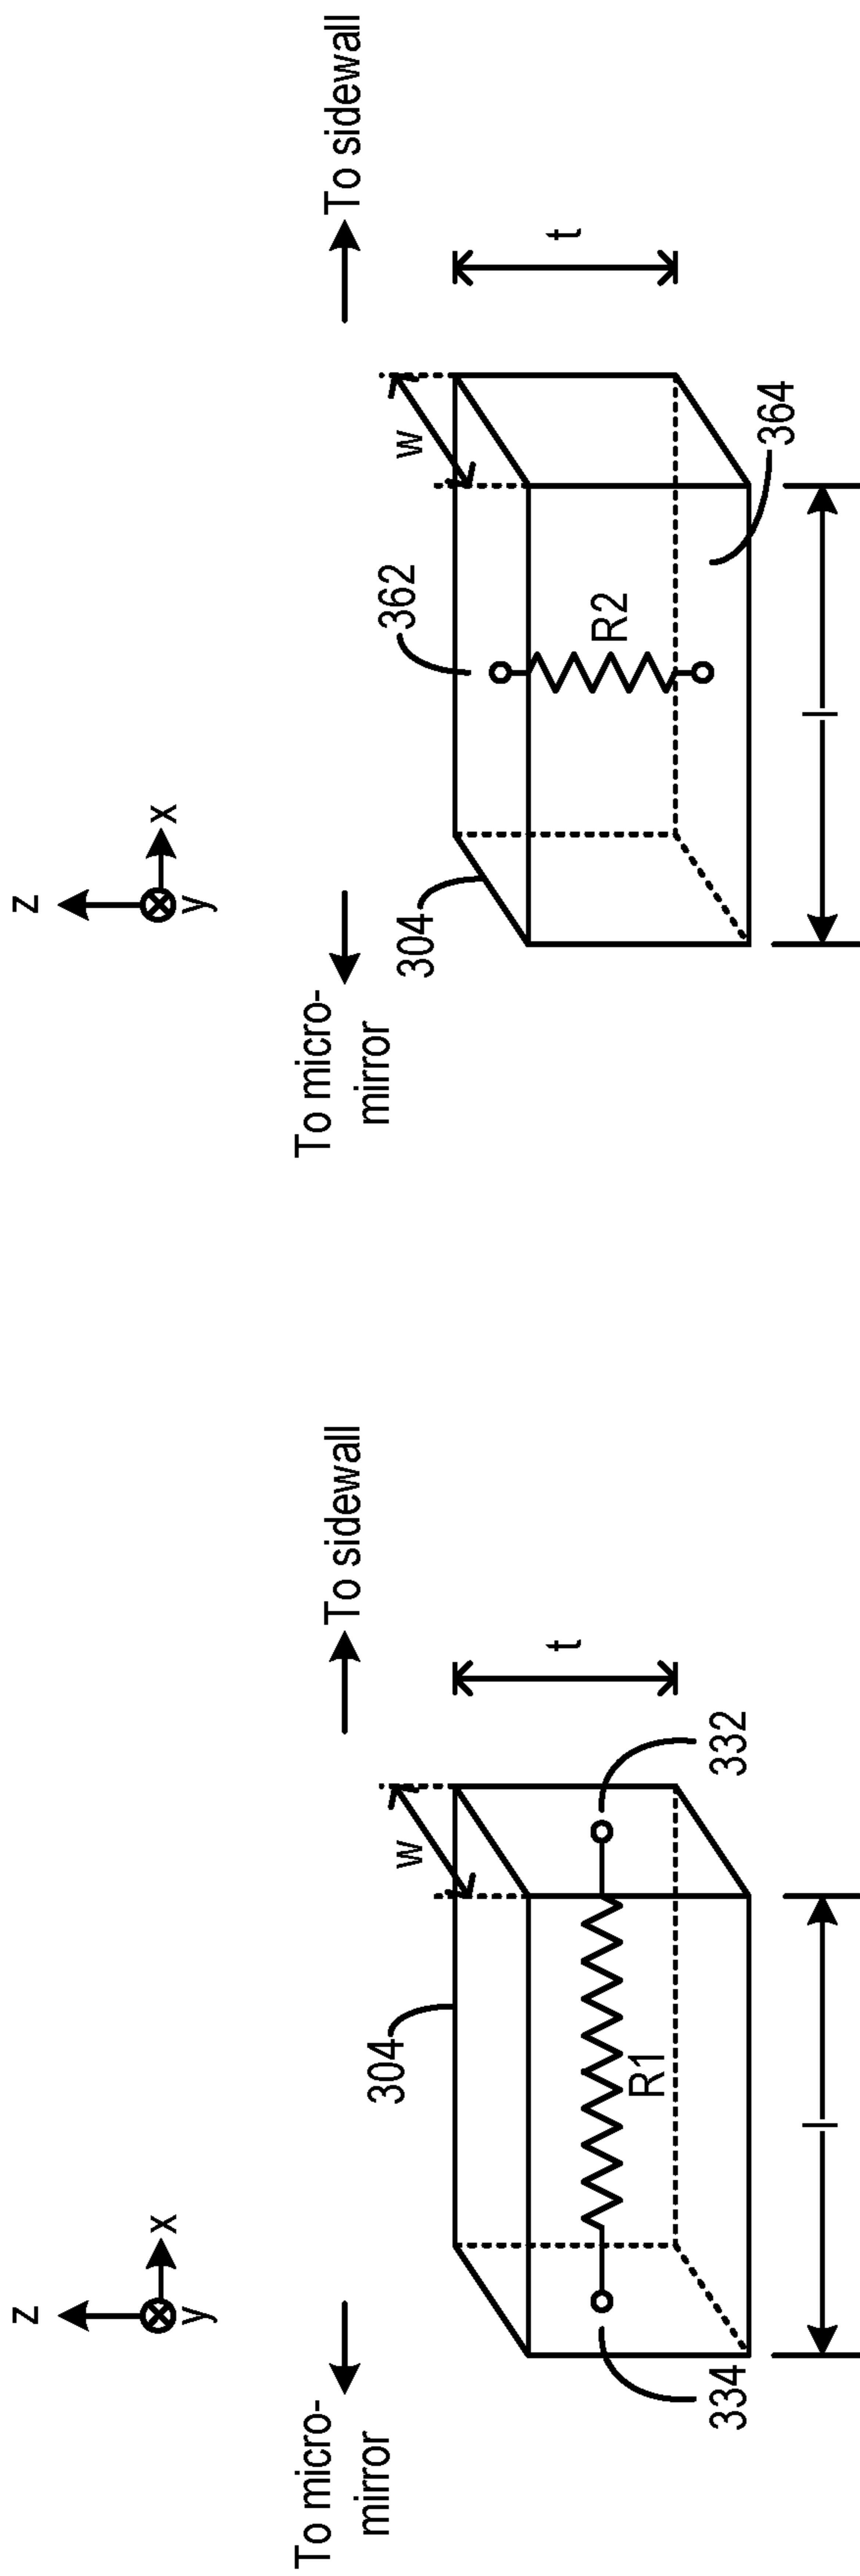 z
x
y
To micro-
mirror
To sidewall
304
w
t
R1
334
332
l
z
x
y
To micro-
mirror
To sidewall
304
362
w
t
R2
364
l